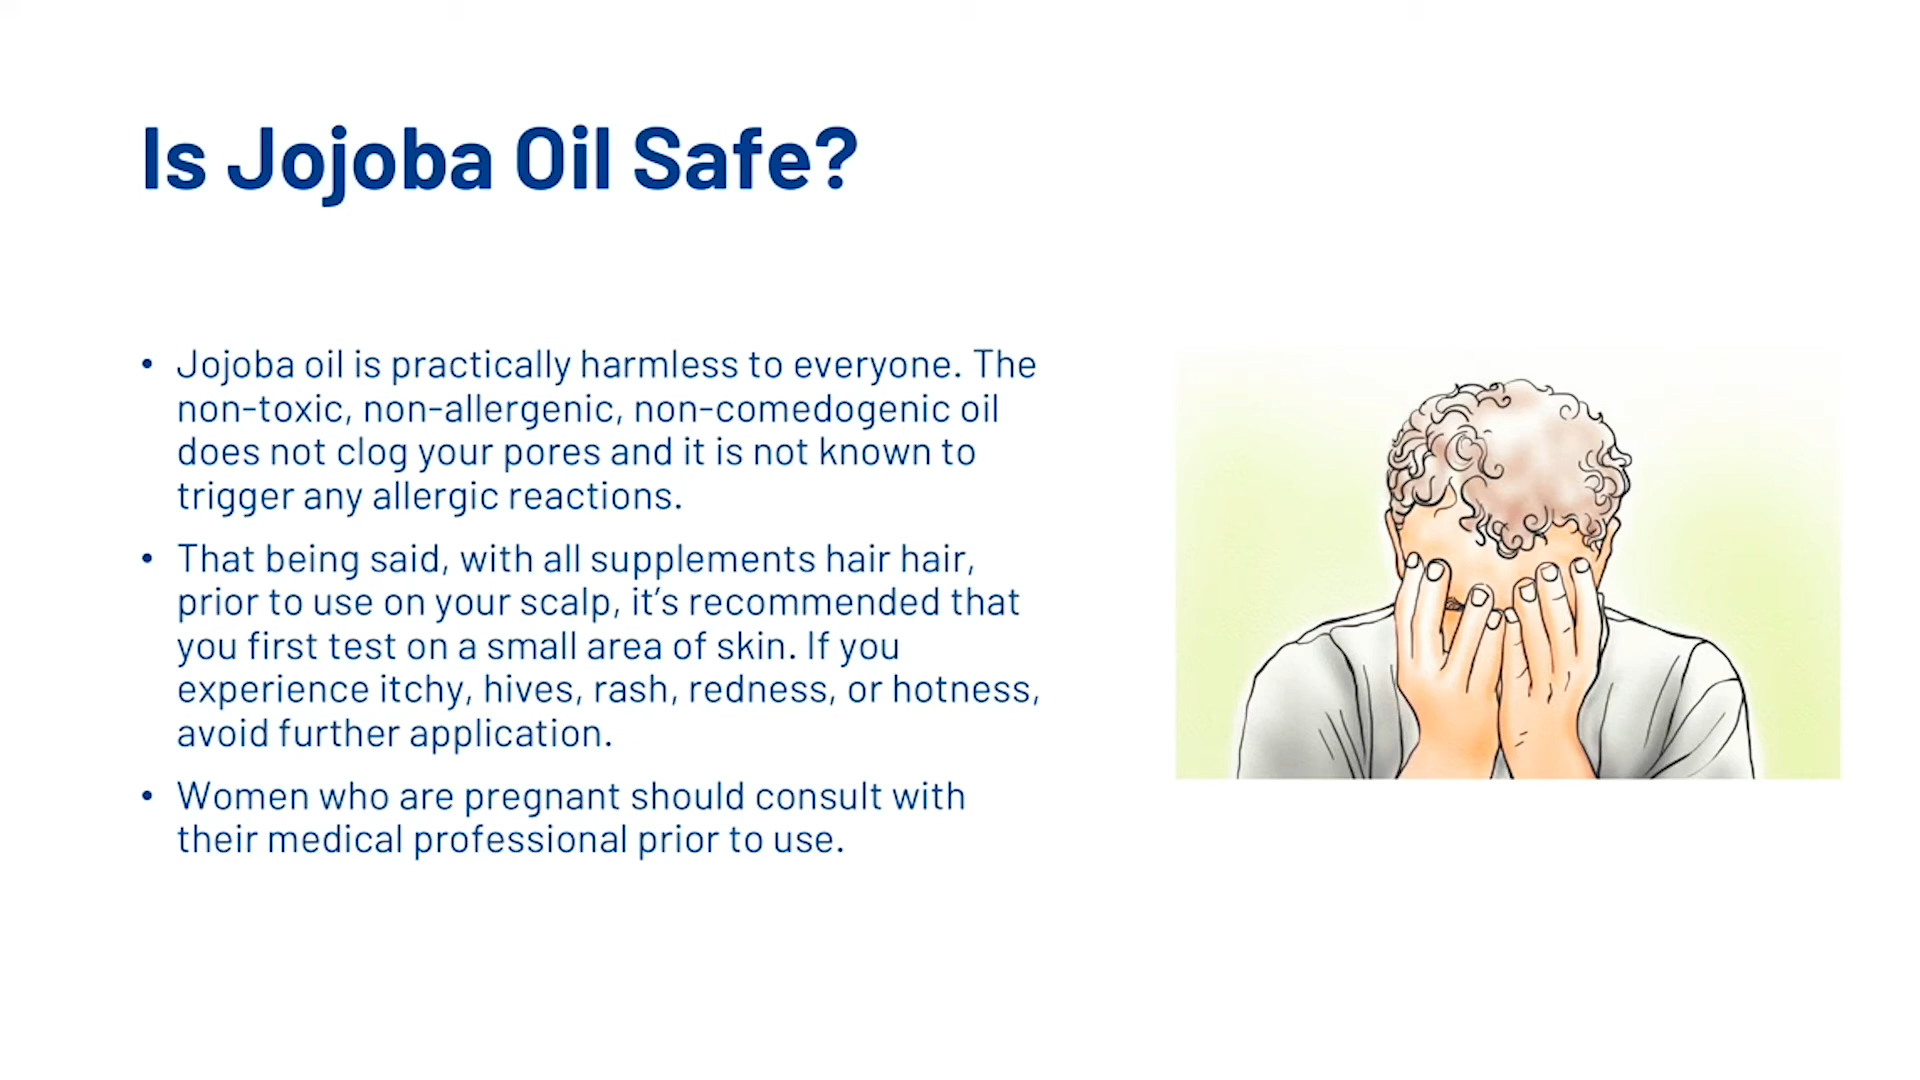 Is Jojoba Oil Safe?
• Jojoba oil is practically harmless to everyone. The
non-toxic, non-allergenic, non-comedogenic oil
does not clog your pores and it is not known to
trigger any allergic reactions.
• That being said, with all supplements hair hair,
prior to use on your scalp, it's recommended that
you first test on a small area of skin. If you
experience itchy, hives, rash, redness, or hotness,
avoid further application.
• Women who are pregnant should consult with
their medical professional prior to use.